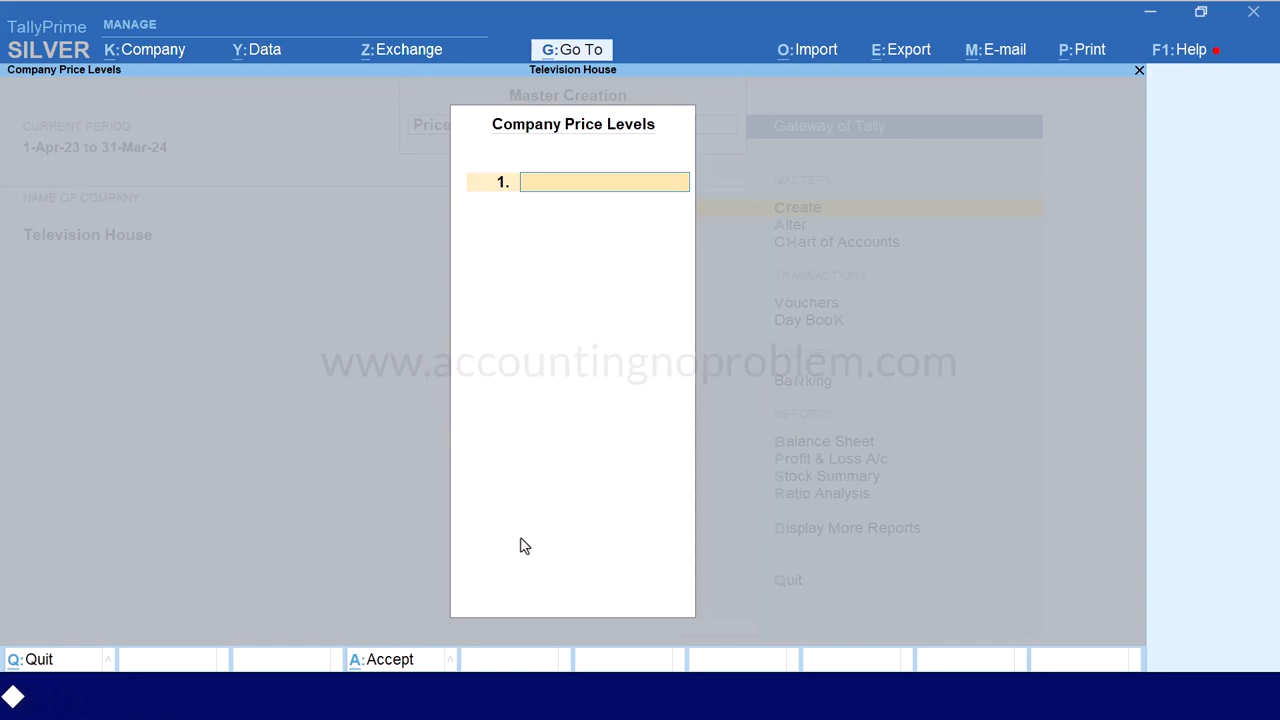 TallyPrime
MANAGE
SILVER
K:Company
Y:Data
Z:Exchange
G:Go To
O:Import
E:Export
M:E-mail
P:Print
F1:Help
Company Price Levels
Television House
Master Creation
Price
Company Price Levels
1.
CURRENT PERIOD
1-Apr-23 to 31-Mar-24
NAME OF COMPANY
Television House
Gateway of Tally
MASTERS
Create
Alter
CHart of Accounts
TRANSACTIONS
Vouchers
Day BooK
BaNking
REPORTS
Balance Sheet
Profit & Loss A/c
Stock Summary
Ratio Analysis
Display More Reports
Quit
www.accountingnoproblem.com
Q:Quit
A:Accept